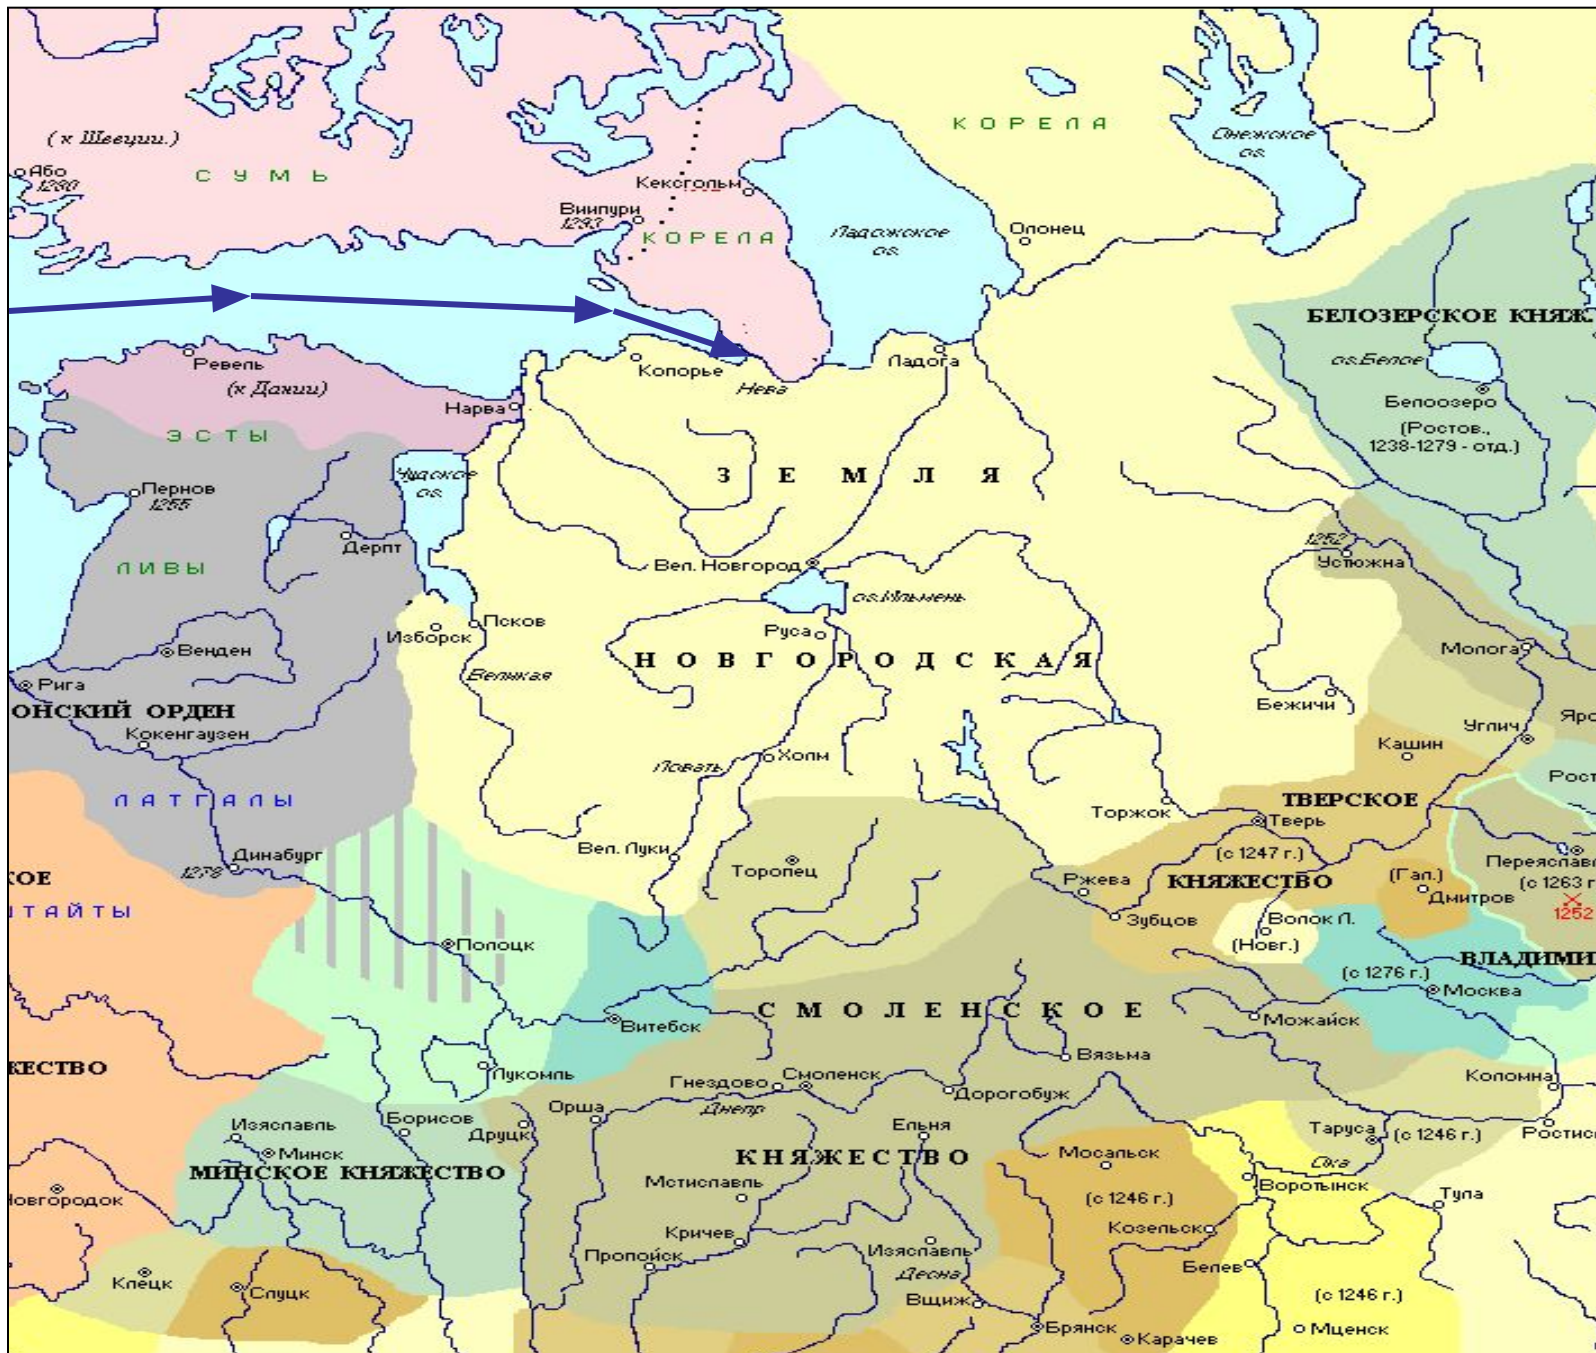 КОРЕЛА
Онежское
оз.
(к Швеции.)
Або
1280
СУМЬ
Кексгольм
Виипури
1293
КОРЕЛА
Ладожское
оз.
Олонец
БЕЛОЗЕРСКОЕ КНЯЖ.
оз.Белое
Белоозеро
(Ростов.,
1238-1279 - отд.)
Ревель
(к Дании)
Нарва
Копорье
Нева
Ладога
ЭСТЫ
Чудское
оз.
ЗЕМЛЯ
Пернов
1255
Дерпт
ЛИВЫ
Вел. Новгород
оз.Ильмень
1252
Устюжна
Изборск
Псков
Руса
Венден
Великая
НОВГОРОДСКАЯ
Молога
Рига
ОНСКИЙ ОРДЕН
Кокенгаузен
Бежичи
Углич
Яро
Кашин
Ловать
Холм
Рост
ЛАТГАЛЫ
Торжок
ТВЕРСКОЕ
Тверь
(с 1247 г.)
Динабург
1278
Вел. Луки
Торопец
Ржева
КНЯЖЕСТВО
(Гал.)
Дмитров
Переяславл
(с 1263 г
1252
КОЕ
ТАЙТЫ
Зубцов
Волок Л.
(Новг.)
Полоцк
ВЛАДИМИ
(с 1276 г.)
Москва
Витебск
СМОЛЕНСКОЕ
Можайск
ЖЕСТВО
Лукомль
Вязьма
Гнездово
Смоленск
Днепр
Дорогобуж
Коломна
Изяславль
Борисов
Друцк
Орша
Ельня
Таруса
(с 1246 г.)
Ростис
Минск
МИНСКОЕ КНЯЖЕСТВО
КНЯЖЕСТВО
Мосальск
Ока
Новгородок
Мстиславль
(с 1246 г.)
Воротынск
Тула
Кричев
Козельск
Пропойск
Изяславль
Десна
Белев
Клецк
Слуцк
Вщиж
(с 1246 г.)
Брянск
Карачев
Мценск